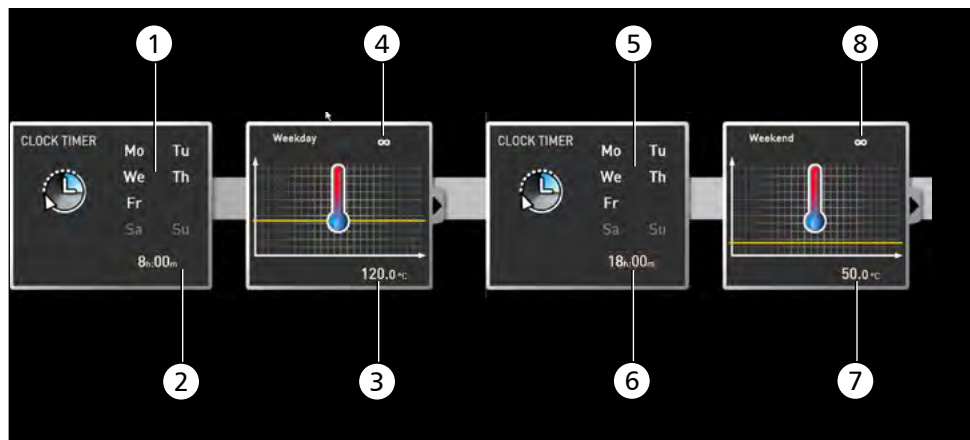 1
4
5
8
CLOCK TIMER
Mo Tu
We Th
Fr
Sa Su
8h:00m
Weekday ∞
120.0 °C
CLOCK TIMER
Mo Tu
We Th
Fr
Sa Su
18h:00m
Weekend ∞
50.0 °C
2
3
6
7